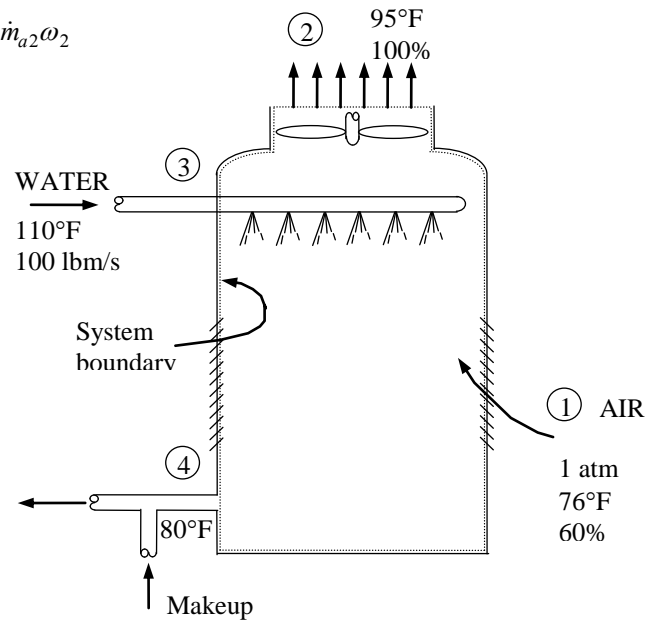 ṁₐ₂ω₂
2
95°F
100%
3
WATER
110°F
100 lbm/s
System
boundary
1 AIR
1 atm
76°F
60%
4
80°F
Makeup